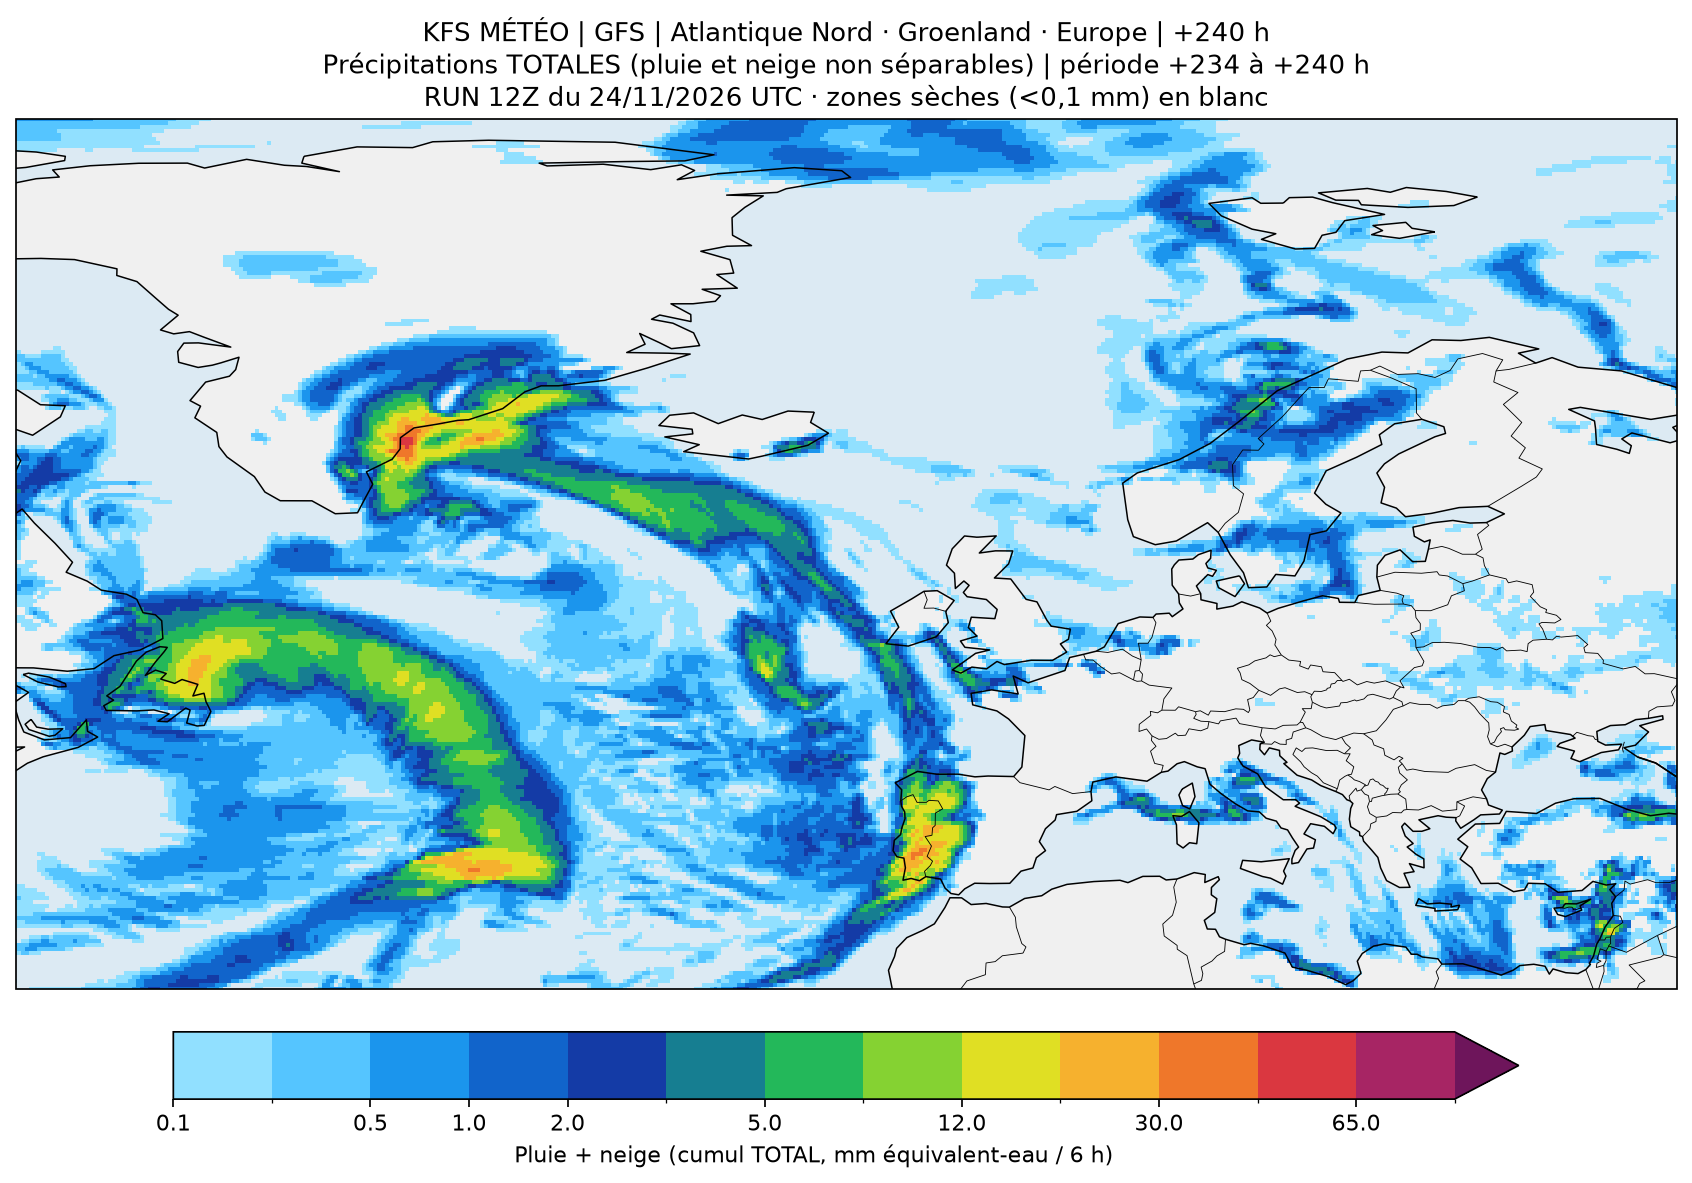 KFS MÉTÉO | GFS | Atlantique Nord · Groenland · Europe | +240 h
Précipitations TOTALES (pluie et neige non séparables) | période +234 à +240 h
RUN 12Z du 24/11/2026 UTC · zones sèches (<0,1 mm) en blanc
0.1 0.5 1.0 2.0 5.0 12.0 30.0 65.0
Pluie + neige (cumul TOTAL, mm équivalent-eau / 6 h)